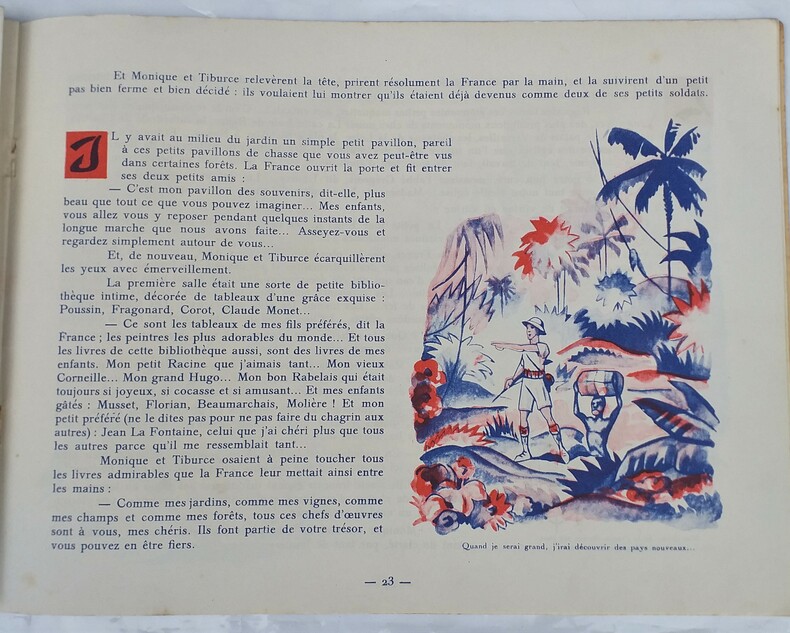 Et Monique et Tiburce relevèrent la tête, prirent résolument la France par la main, et la suivirent d'un petit
pas bien ferme et bien décidé : ils voulaient lui montrer qu'ils étaient déjà devenus comme deux de ses petits soldats.
IL y avait au milieu du jardin un simple petit pavillon, pareil
à ces petits pavillons de chasse que vous avez peut-être vus
dans certaines forêts. La France ouvrit la porte et fit entrer
ses deux petits amis :
— C'est mon pavillon des souvenirs, dit-elle, plus
beau que tout ce que vous pouvez imaginer... Mes enfants,
vous allez vous y reposer pendant quelques instants de la
longue marche que nous avons faite... Asseyez-vous et
regardez simplement autour de vous...
Et, de nouveau, Monique et Tiburce écarquillèrent
les yeux avec émerveillement.
La première salle était une sorte de petite biblio-
thèque intime, décorée de tableaux d'une grâce exquise :
Poussin, Fragonard, Corot, Claude Monet...
— Ce sont les tableaux de mes fils préférés, dit la
France ; les peintres les plus adorables du monde... Et tous
les livres de cette bibliothèque aussi, sont des livres de mes
enfants. Mon petit Racine que j'aimais tant... Mon vieux
Corneille... Mon grand Hugo... Mon bon Rabelais qui était
toujours si joyeux, si cocasse et si amusant... Et mes enfants
gâtés : Musset, Florian, Beaumarchais, Molière ! Et mon
petit préféré (ne le dites pas pour ne pas faire du chagrin aux
autres) : Jean La Fontaine, celui que j'ai chéri plus que tous
les autres parce qu'il me ressemblait tant...
Monique et Tiburce osaient à peine toucher tous
les livres admirables que la France leur mettait ainsi entre
les mains :
— Comme mes jardins, comme mes vignes, comme
mes champs et comme mes forêts, tous ces chefs d'œuvres
sont à vous, mes chéris. Ils font partie de votre trésor, et
vous pouvez en être fiers.
Quand je serai grand, j'irai découvrir des pays nouveaux...
— 23 —